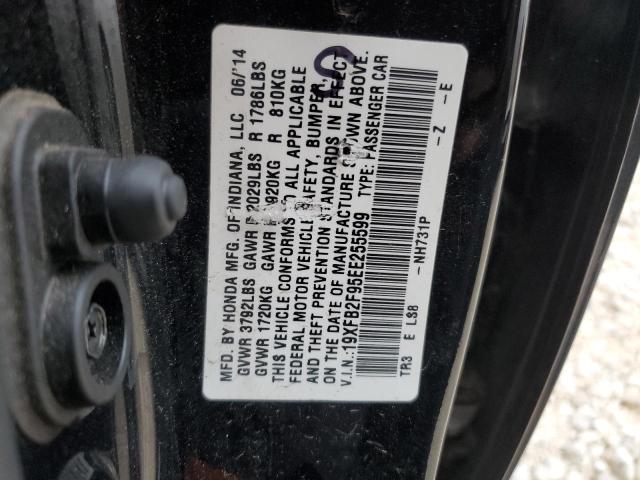 MFD. BY HONDA MFG. OF INDIANA, LLC 06/'14
GVWR 3792LBS GAWR F 2029LBS R 1786LBS
GVWR 1720KG GAWR F 920KG R 810KG
THIS VEHICLE CONFORMS TO ALL APPLICABLE
FEDERAL MOTOR VEHICLE SAFETY, BUMPER,
AND THEFT PREVENTION STANDARDS IN EFFECT
ON THE DATE OF MANUFACTURE SHOWN ABOVE.
V.I.N.:19XFB2F95EE255599 TYPE: PASSENGER CAR
TR3 E LS8 - NH731P - Z - E